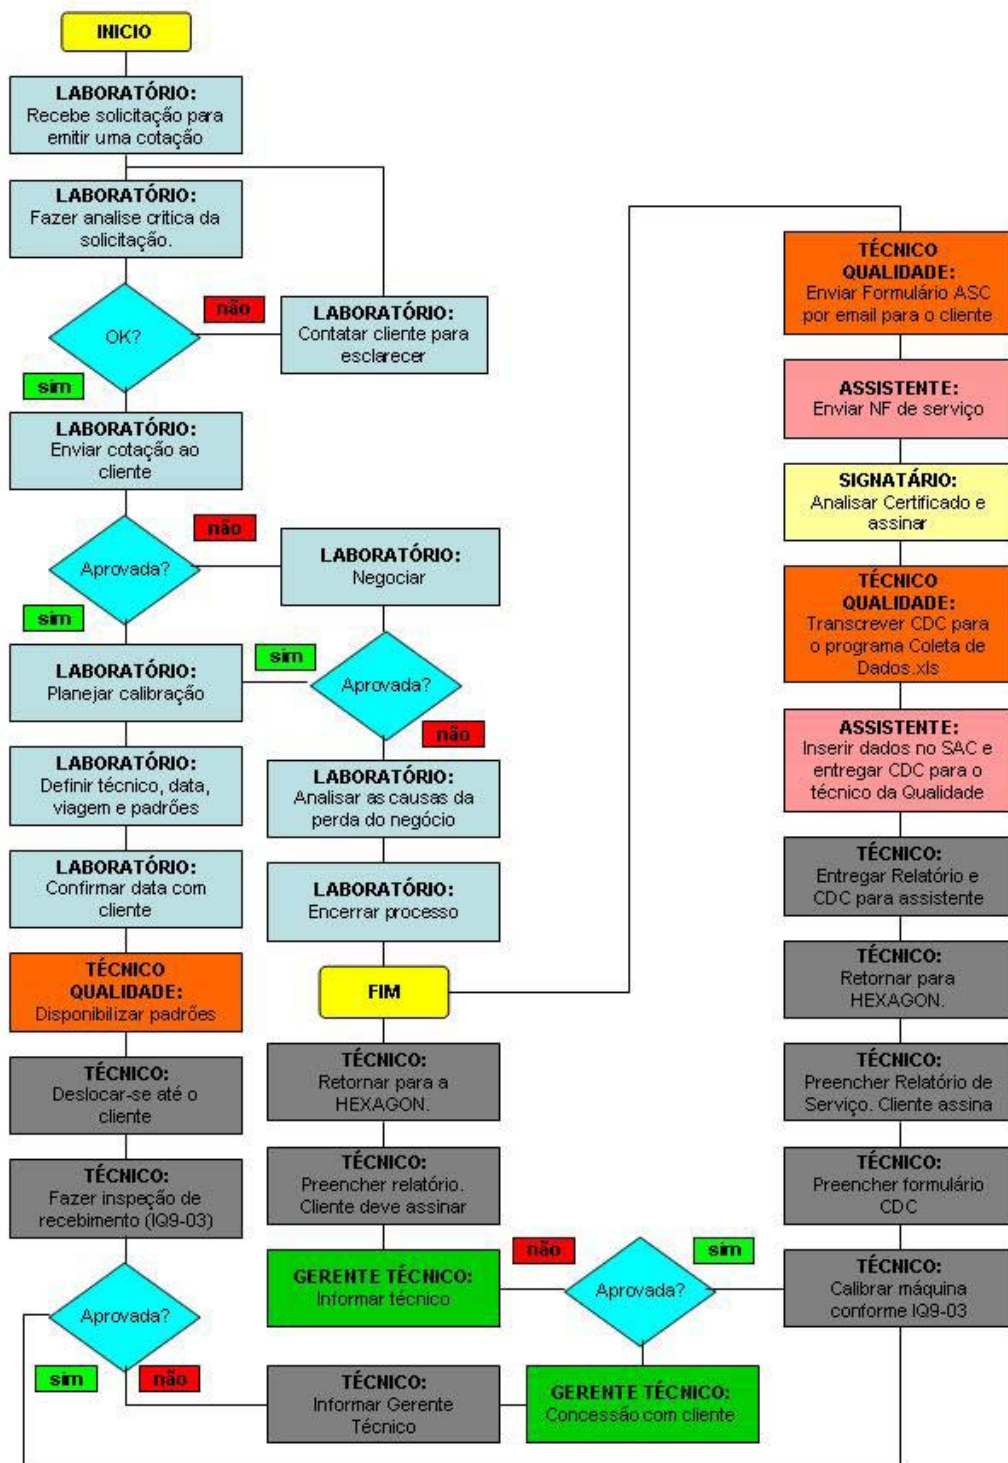 INICIO
LABORATÓRIO:
Recebe solicitação para
emitir uma cotação
LABORATÓRIO:
Fazer analise critica da
solicitação.
OK?
não
LABORATÓRIO:
Contatar cliente para
esclarecer
sim
LABORATÓRIO:
Enviar cotação ao
cliente
Aprovada?
não
LABORATÓRIO:
Negociar
sim
LABORATÓRIO:
Planejar calibração
sim
Aprovada?
não
LABORATÓRIO:
Definir técnico, data,
viagem e padrões
LABORATÓRIO:
Analisar as causas da
perda do negócio
LABORATÓRIO:
Confirmar data com
cliente
LABORATÓRIO:
Encerrar processo
TÉCNICO
QUALIDADE:
Disponibilizar padrões
FIM
TÉCNICO:
Deslocar-se até o
cliente
TÉCNICO:
Retornar para a
HEXAGON.
TÉCNICO:
Fazer inspeção de
recebimento (IQ9-03)
TÉCNICO:
Preencher relatório.
Cliente deve assinar
Aprovada?
sim
não
GERENTE TÉCNICO:
Informar técnico
TÉCNICO:
Informar Gerente
Técnico
não
Aprovada?
sim
GERENTE TÉCNICO:
Concessão com cliente
TÉCNICO
QUALIDADE:
Enviar Formulário ASC
por email para o cliente
ASSISTENTE:
Enviar NF de serviço
SIGNATÁRIO:
Analisar Certificado e
assinar
TÉCNICO
QUALIDADE:
Transcrever CDC para
o programa Coleta de
Dados.xls
ASSISTENTE:
Inserir dados no SAC e
entregar CDC para o
técnico da Qualidade
TÉCNICO:
Entregar Relatório e
CDC para assistente
TÉCNICO:
Retornar para
HEXAGON.
TÉCNICO:
Preencher Relatório de
Serviço. Cliente assina
TÉCNICO:
Preencher formulário
CDC
TÉCNICO:
Calibrar máquina
conforme IQ9-03